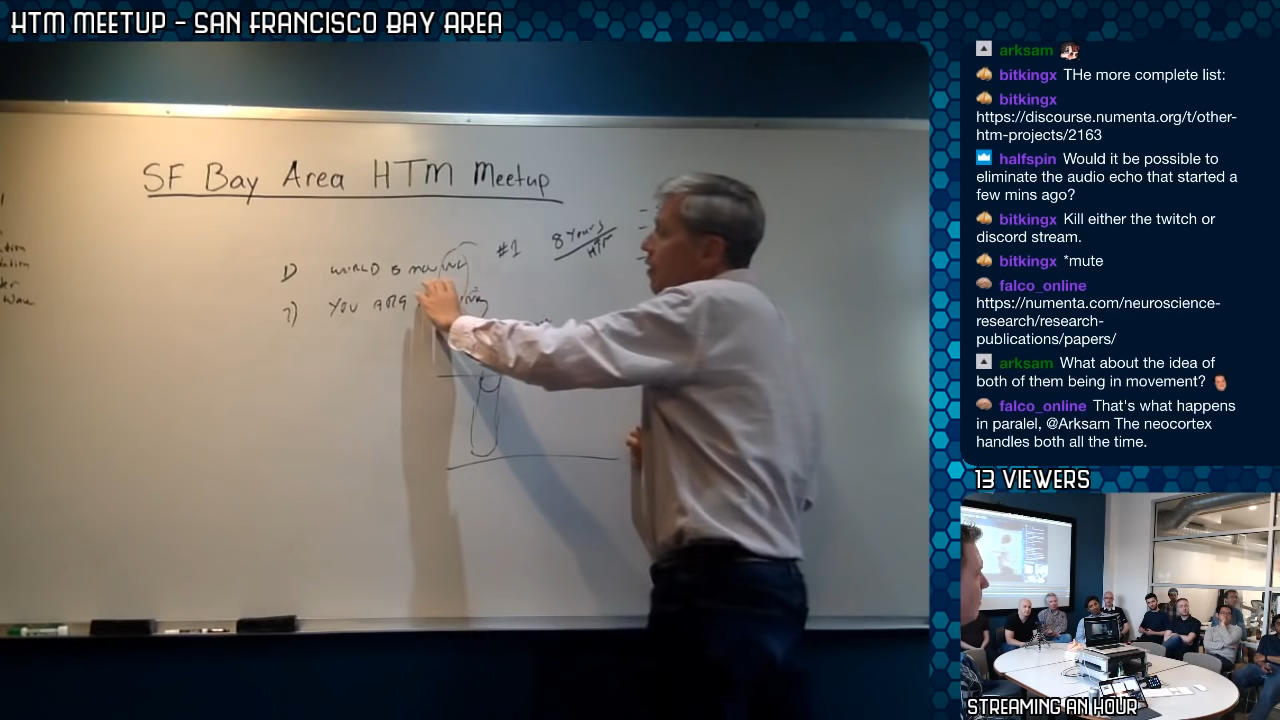 HTM MEETUP - SAN FRANCISCO BAY AREA
SF Bay Area HTM Meetup
#1
8 Years
HTM
1) WORLD IS MOVING
2) YOU ARE
arksam
bitkingx THe more complete list:
bitkingx
https://discourse.numenta.org/t/other-
htm-projects/2163
halfspin Would it be possible to
eliminate the audio echo that started a
few mins ago?
bitkingx Kill either the twitch or
discord stream.
bitkingx *mute
falco_online
https://numenta.com/neuroscience-
research/research-
publications/papers/
arksam What about the idea of
both of them being in movement?
falco_online That's what happens
in paralel, @Arksam The neocortex
handles both all the time.
13 VIEWERS
STREAMING AN HOUR